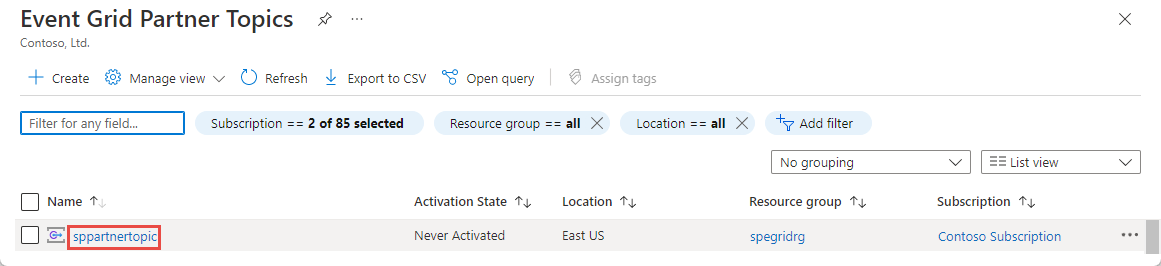 Event Grid Partner Topics
Contoso, Ltd.
Create Manage view Refresh Export to CSV Open query Assign tags
Filter for any field... Subscription == 2 of 85 selected Resource group == all Location == all Add filter
No grouping List view
Name Activation State Location Resource group Subscription
sppartnertopic Never Activated East US spegridrg Contoso Subscription